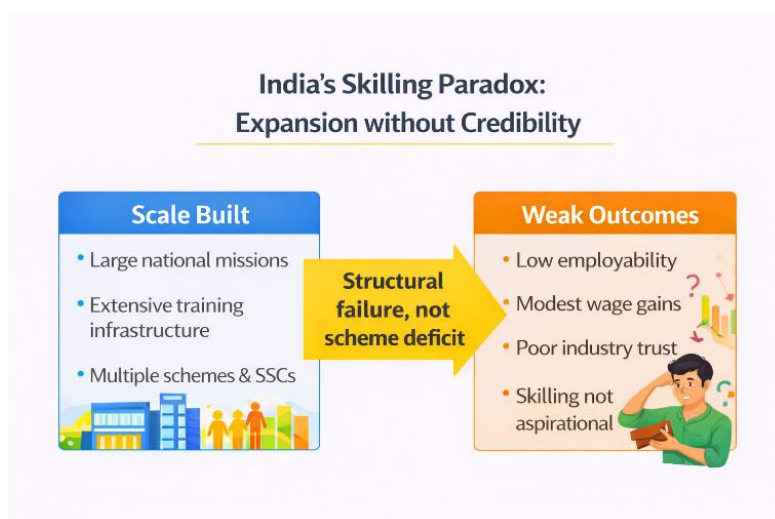 India's Skilling Paradox:
Expansion without Credibility
Scale Built
• Large national missions
• Extensive training
infrastructure
• Multiple schemes & SSCs
Structural
failure, not
scheme deficit
Weak Outcomes
• Low employability
• Modest wage gains
• Poor industry trust
• Skilling not
aspirational